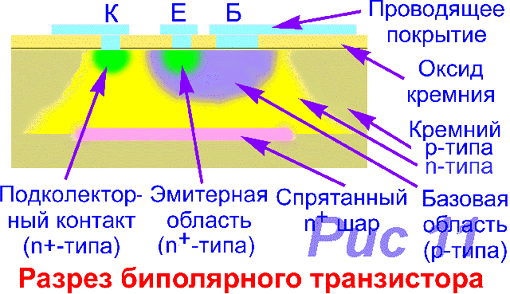 К Е Б
Проводящее
покрытие
Оксид
кремния
Кремний
p-типа
n-типа
Подколектор-
ный контакт
(n+-типа)
Эмитерная
область
(n+-типа)
Спрятанный
n+ шар
Базовая
область
(p-типа)
Рис 11
Разрез биполярного транзистора